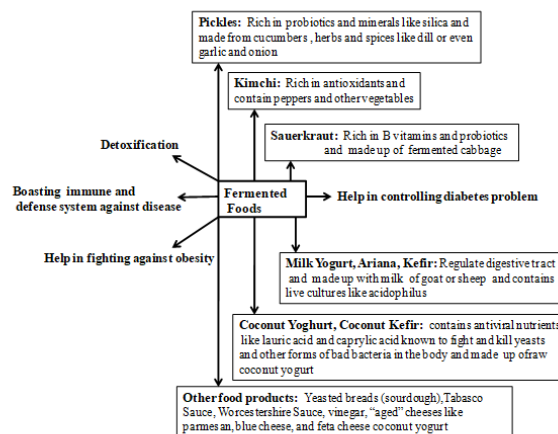 Pickles: Rich in probiotics and minerals like silica and
made from cucumbers , herbs and spices like dill or even
garlic and onion
Kimchi: Rich in antioxidants and
contain peppers and other vegetables
Sauerkraut: Rich in B vitamins and probiotics
and made up of fermented cabbage
Detoxification
Boasting immune and
defense system against disease
Fermented
Foods
Help in controlling diabetes problem
Help in fighting against obesity
Milk Yogurt, Ariana, Kefir: Regulate digestive tract
and made up with milk of goat or sheep and contains
live cultures like acidophilus
Coconut Yoghurt, Coconut Kefir: contains antiviral nutrients
like lauric acid and caprylic acid known to fight and kill yeasts
and other forms of bad bacteria in the body and made up ofraw
coconut yogurt
Other food products: Yeasted breads (sourdough),Tabasco
Sauce, Worcestershire Sauce, vinegar, “aged” cheeses like
parmesan, blue cheese, and feta cheese coconut yogurt